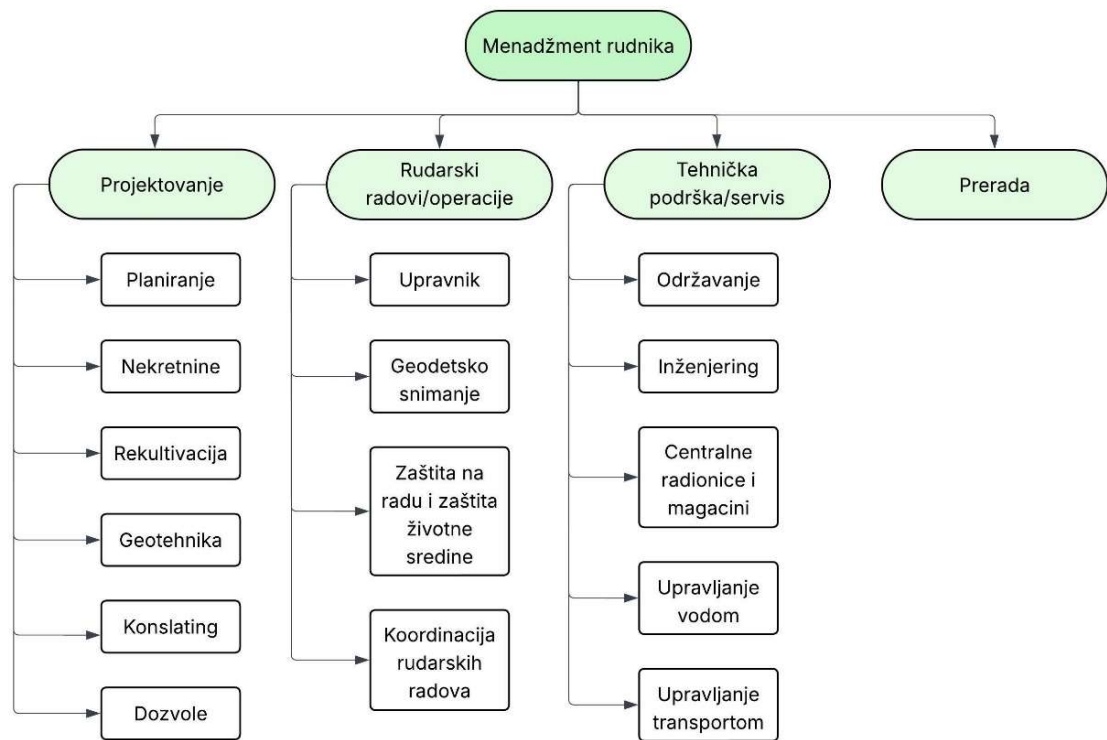 Menadžment rudnika
Projektovanje
Rudarski
radovi/operacije
Tehnička
podrška/servis
Prerada
Planiranje
Nekretnine
Rekultivacija
Geotehnika
Konslating
Dozvole
Upravnik
Geodetsko
snimanje
Zaštita na
radu i zaštita
životne
sredine
Koordinacija
rudarskih
radova
Održavanje
Inženjering
Centralne
radionice i
magacini
Upravljanje
vodom
Upravljanje
transportom